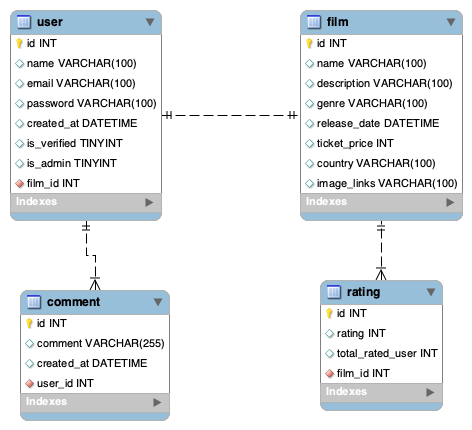 user
id INT
name VARCHAR(100)
email VARCHAR(100)
password VARCHAR(100)
created_at DATETIME
is_verified TINYINT
is_admin TINYINT
film_id INT
Indexes
film
id INT
name VARCHAR(100)
description VARCHAR(100)
genre VARCHAR(100)
release_date DATETIME
ticket_price INT
country VARCHAR(100)
image_links VARCHAR(100)
Indexes
comment
id INT
comment VARCHAR(255)
created_at DATETIME
user_id INT
Indexes
rating
id INT
rating INT
total_rated_user INT
film_id INT
Indexes